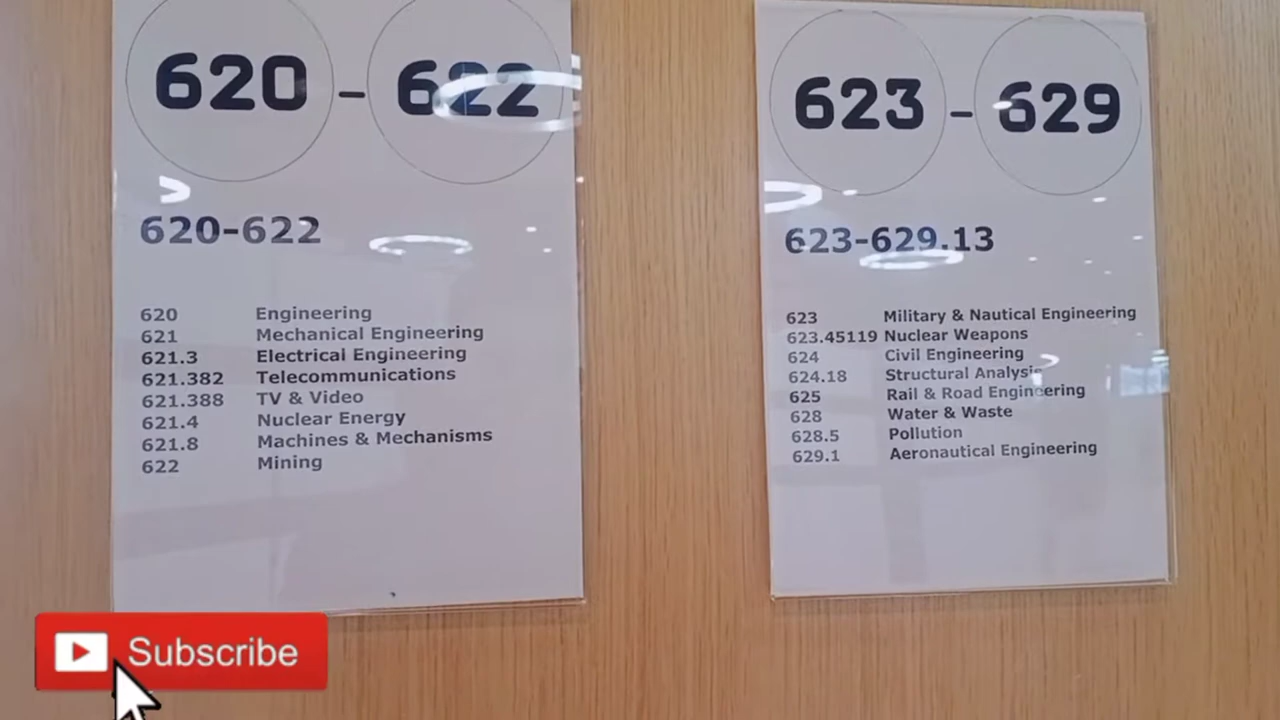 620 - 622
620-622
620 Engineering
621 Mechanical Engineering
621.3 Electrical Engineering
621.382 Telecommunications
621.388 TV & Video
621.4 Nuclear Energy
621.8 Machines & Mechanisms
622 Mining
623 - 629
623-629.13
623 Military & Nautical Engineering
623.45119 Nuclear Weapons
624 Civil Engineering
624.18 Structural Analysis
625 Rail & Road Engineering
628 Water & Waste
628.5 Pollution
629.1 Aeronautical Engineering
Subscribe